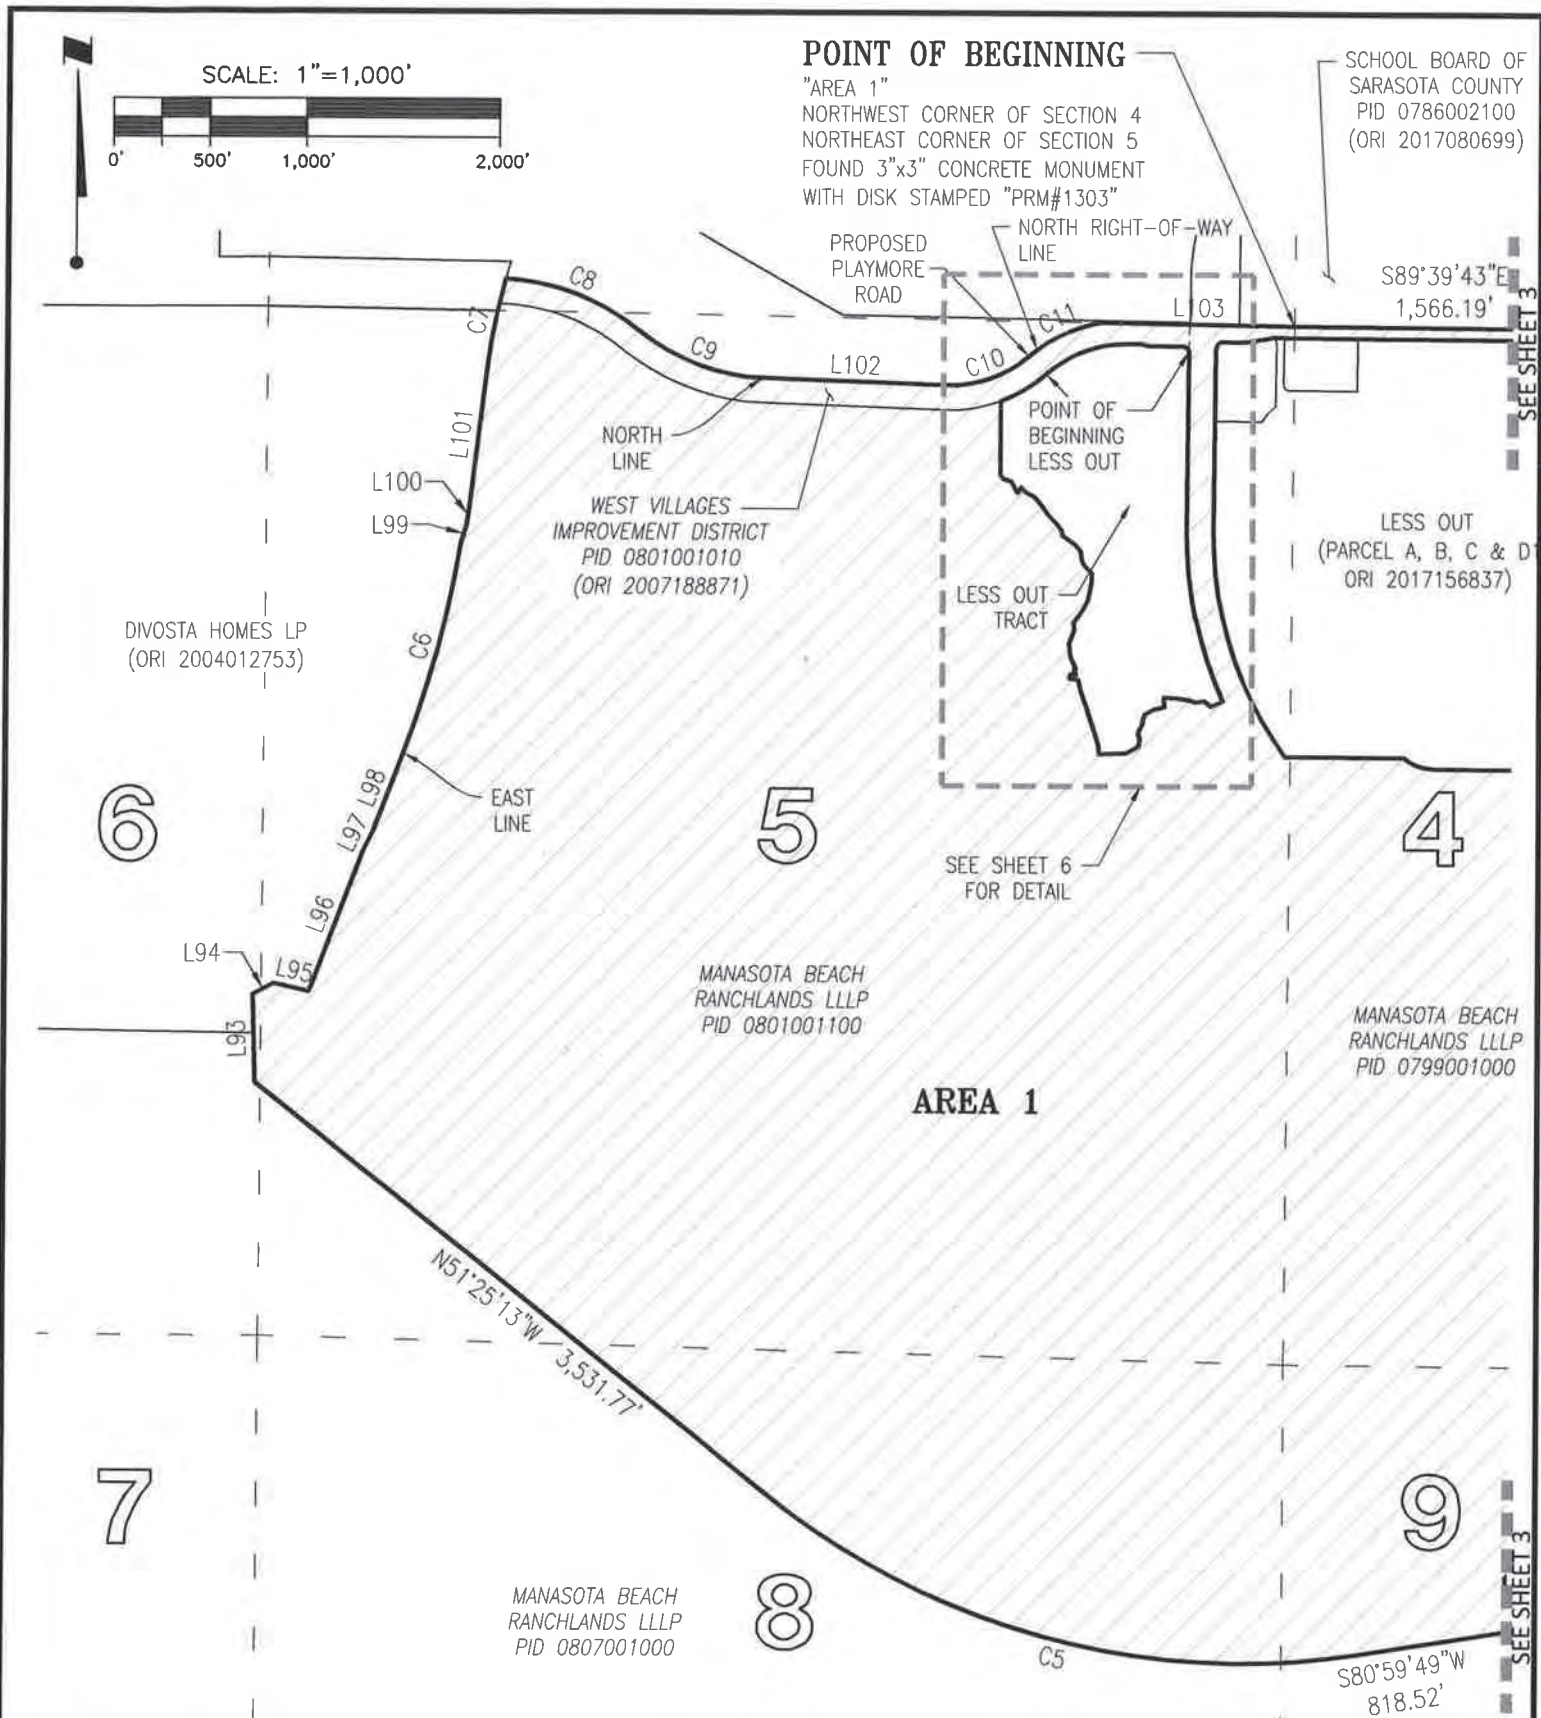 N
SCALE: 1"=1,000'
0'
500'
1,000'
2,000'
POINT OF BEGINNING
"AREA 1"
NORTHWEST CORNER OF SECTION 4
NORTHEAST CORNER OF SECTION 5
FOUND 3"x3" CONCRETE MONUMENT
WITH DISK STAMPED "PRM#1303"
SCHOOL BOARD OF
SARASOTA COUNTY
PID 0786002100
(ORI 2017080699)
NORTH RIGHT-OF-WAY
LINE
PROPOSED
PLAYMORE
ROAD
S89°39'43"E
1,566.19'
SEE SHEET 3
C8
C7
C9
L102
C10
C11
L103
L101
NORTH
LINE
POINT OF
BEGINNING
LESS OUT
L100
L99
WEST VILLAGES
IMPROVEMENT DISTRICT
PID 0801001010
(ORI 2007188871)
LESS OUT
(PARCEL A, B, C & D1
ORI 2017156837)
LESS OUT
TRACT
DIVOSTA HOMES LP
(ORI 2004012753)
C6
L98
L97
EAST
LINE
6
5
4
SEE SHEET 6
FOR DETAIL
L96
L94
L95
L93
MANASOTA BEACH
RANCHLANDS LLLP
PID 0801001100
MANASOTA BEACH
RANCHLANDS LLLP
PID 0799001000
AREA 1
N51°25'13"W
3,531.77'
7
8
9
MANASOTA BEACH
RANCHLANDS LLLP
PID 0807001000
C5
S80°59'49"W
818.52'
SEE SHEET 3